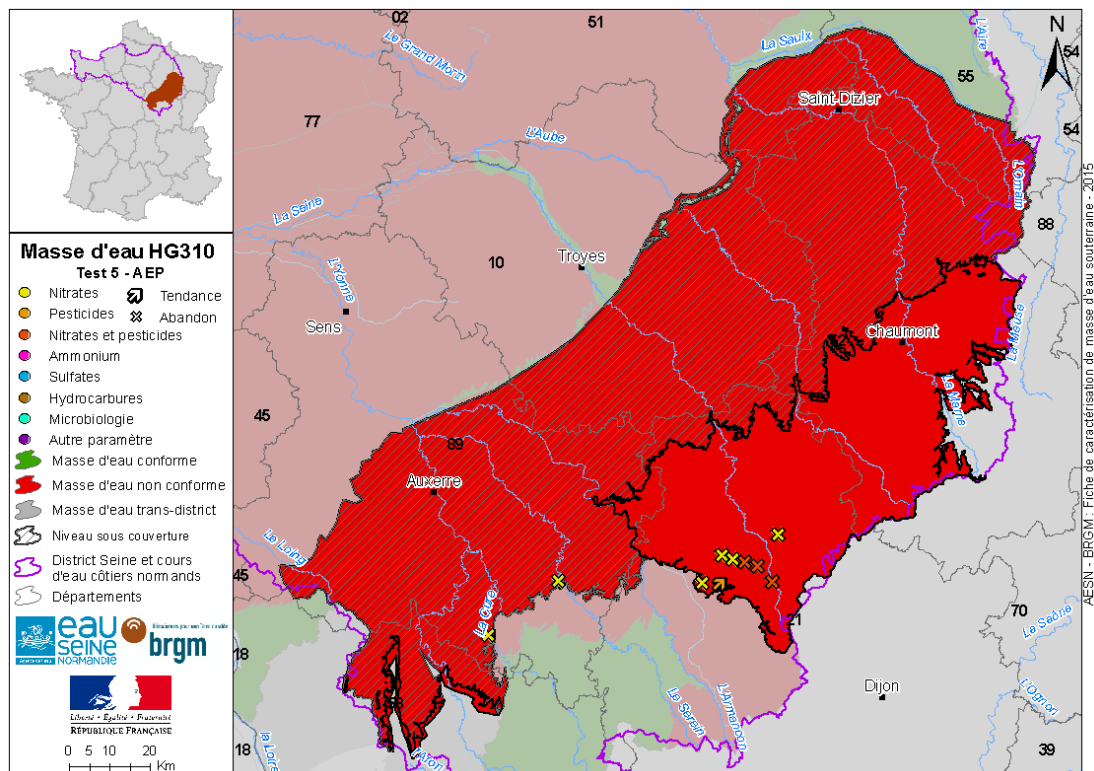 Masse d'eau HG310
Test 5 - AEP
Nitrates
Tendance
Pesticides
Abandon
Nitrates et pesticides
Ammonium
Sulfates
Hydrocarbures
Microbiologie
Autre paramètre
Masse d'eau conforme
Masse d'eau non conforme
Masse d'eau trans-district
Niveau sous couverture
District Seine et cours
d'eau côtiers normands
Départements
eau
SEINE
NORMANDIE
brgm
Liberté • Égalité • Fraternité
RÉPUBLIQUE FRANÇAISE
0 5 10 20
Km
02
51
Le Grand Morin
La Saulx
L'Aire
N
54
55
Saint-Dizier
77
54
L'Aube
L'Ornain
La Seine
88
10
Troyes
L'Yonne
Sens
Chaumont
La Meuse
La Marne
45
89
Auxerre
Le Loing
45
La Cure
21
70
La Saône
18
58
Dijon
Le Serein
L'Armançon
L'Ognon
18
la Loire
L'Aron
39
AESN - BRGM : Fiche de caractérisation de masse d'eau souterraine - 2015